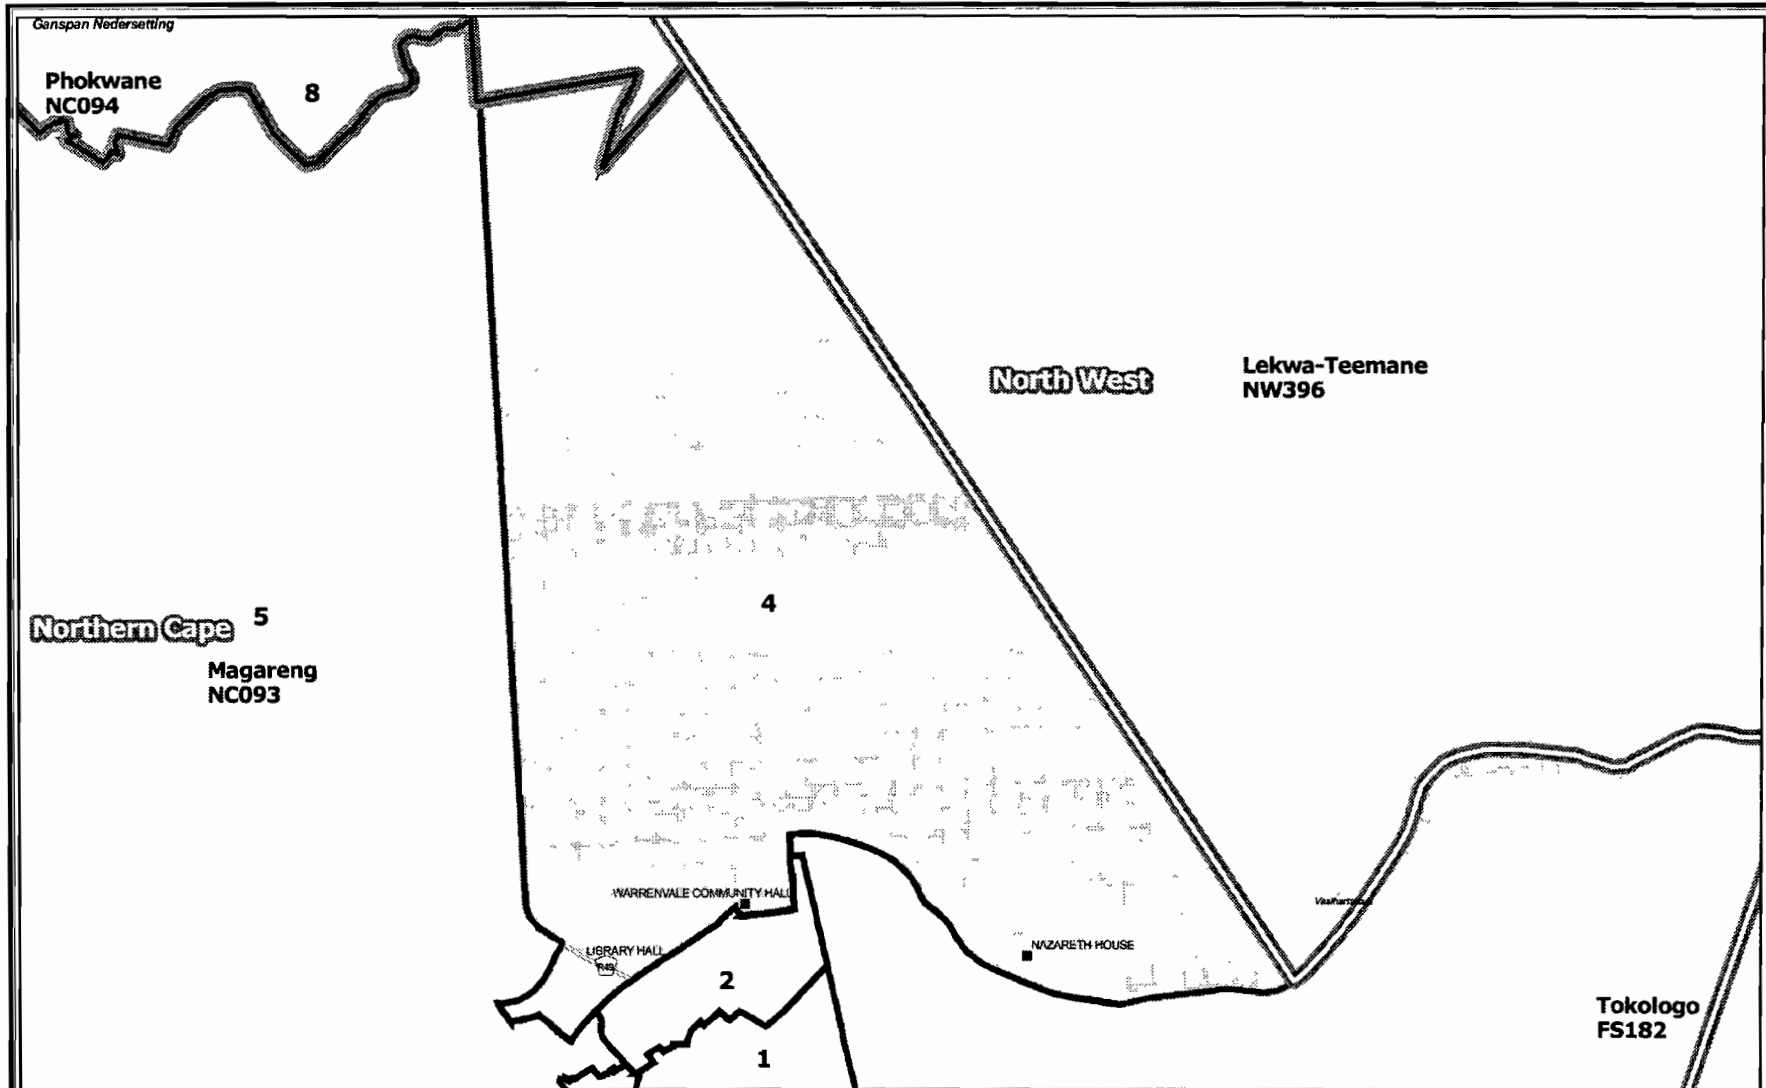 Ganspan Nedersetting
Phokwane
NC094
8
North West
Lekwa-Teemane
NW396
4
Northern Cape
5
Magareng
NC093
WARRENVALE COMMUNITY HALL
LIBRARY HALL
R49
NAZARETH HOUSE
2
Tokologo
FS182
1